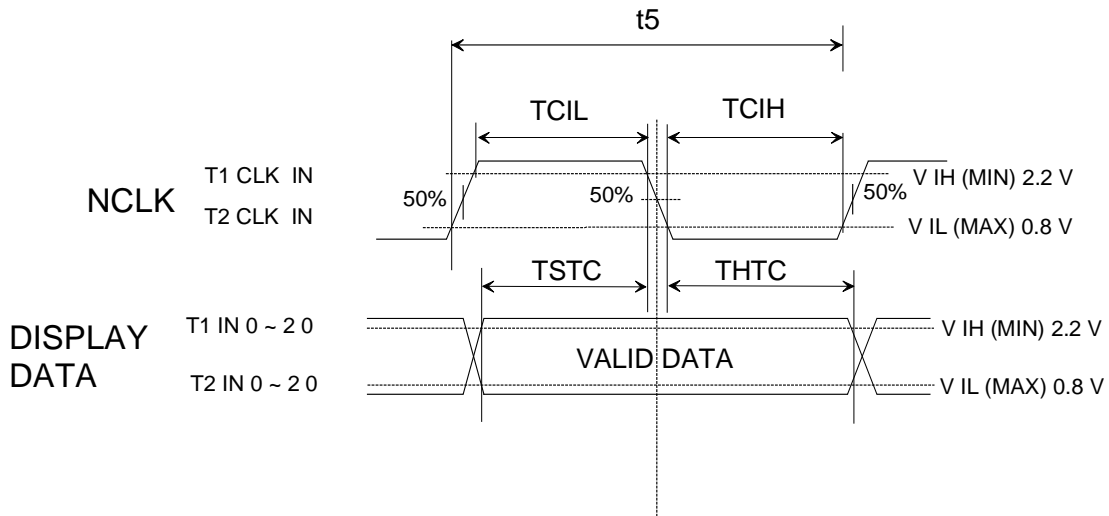 t5
TCIL
TCIH
T1 CLK IN
V IH (MIN) 2.2 V
50%
50%
50%
NCLK
T2 CLK IN
V IL (MAX) 0.8 V
TSTC
THTC
T1 IN 0 ~ 2 0
V IH (MIN) 2.2 V
DISPLAY
DATA
VALID DATA
T2 IN 0 ~ 2 0
V IL (MAX) 0.8 V